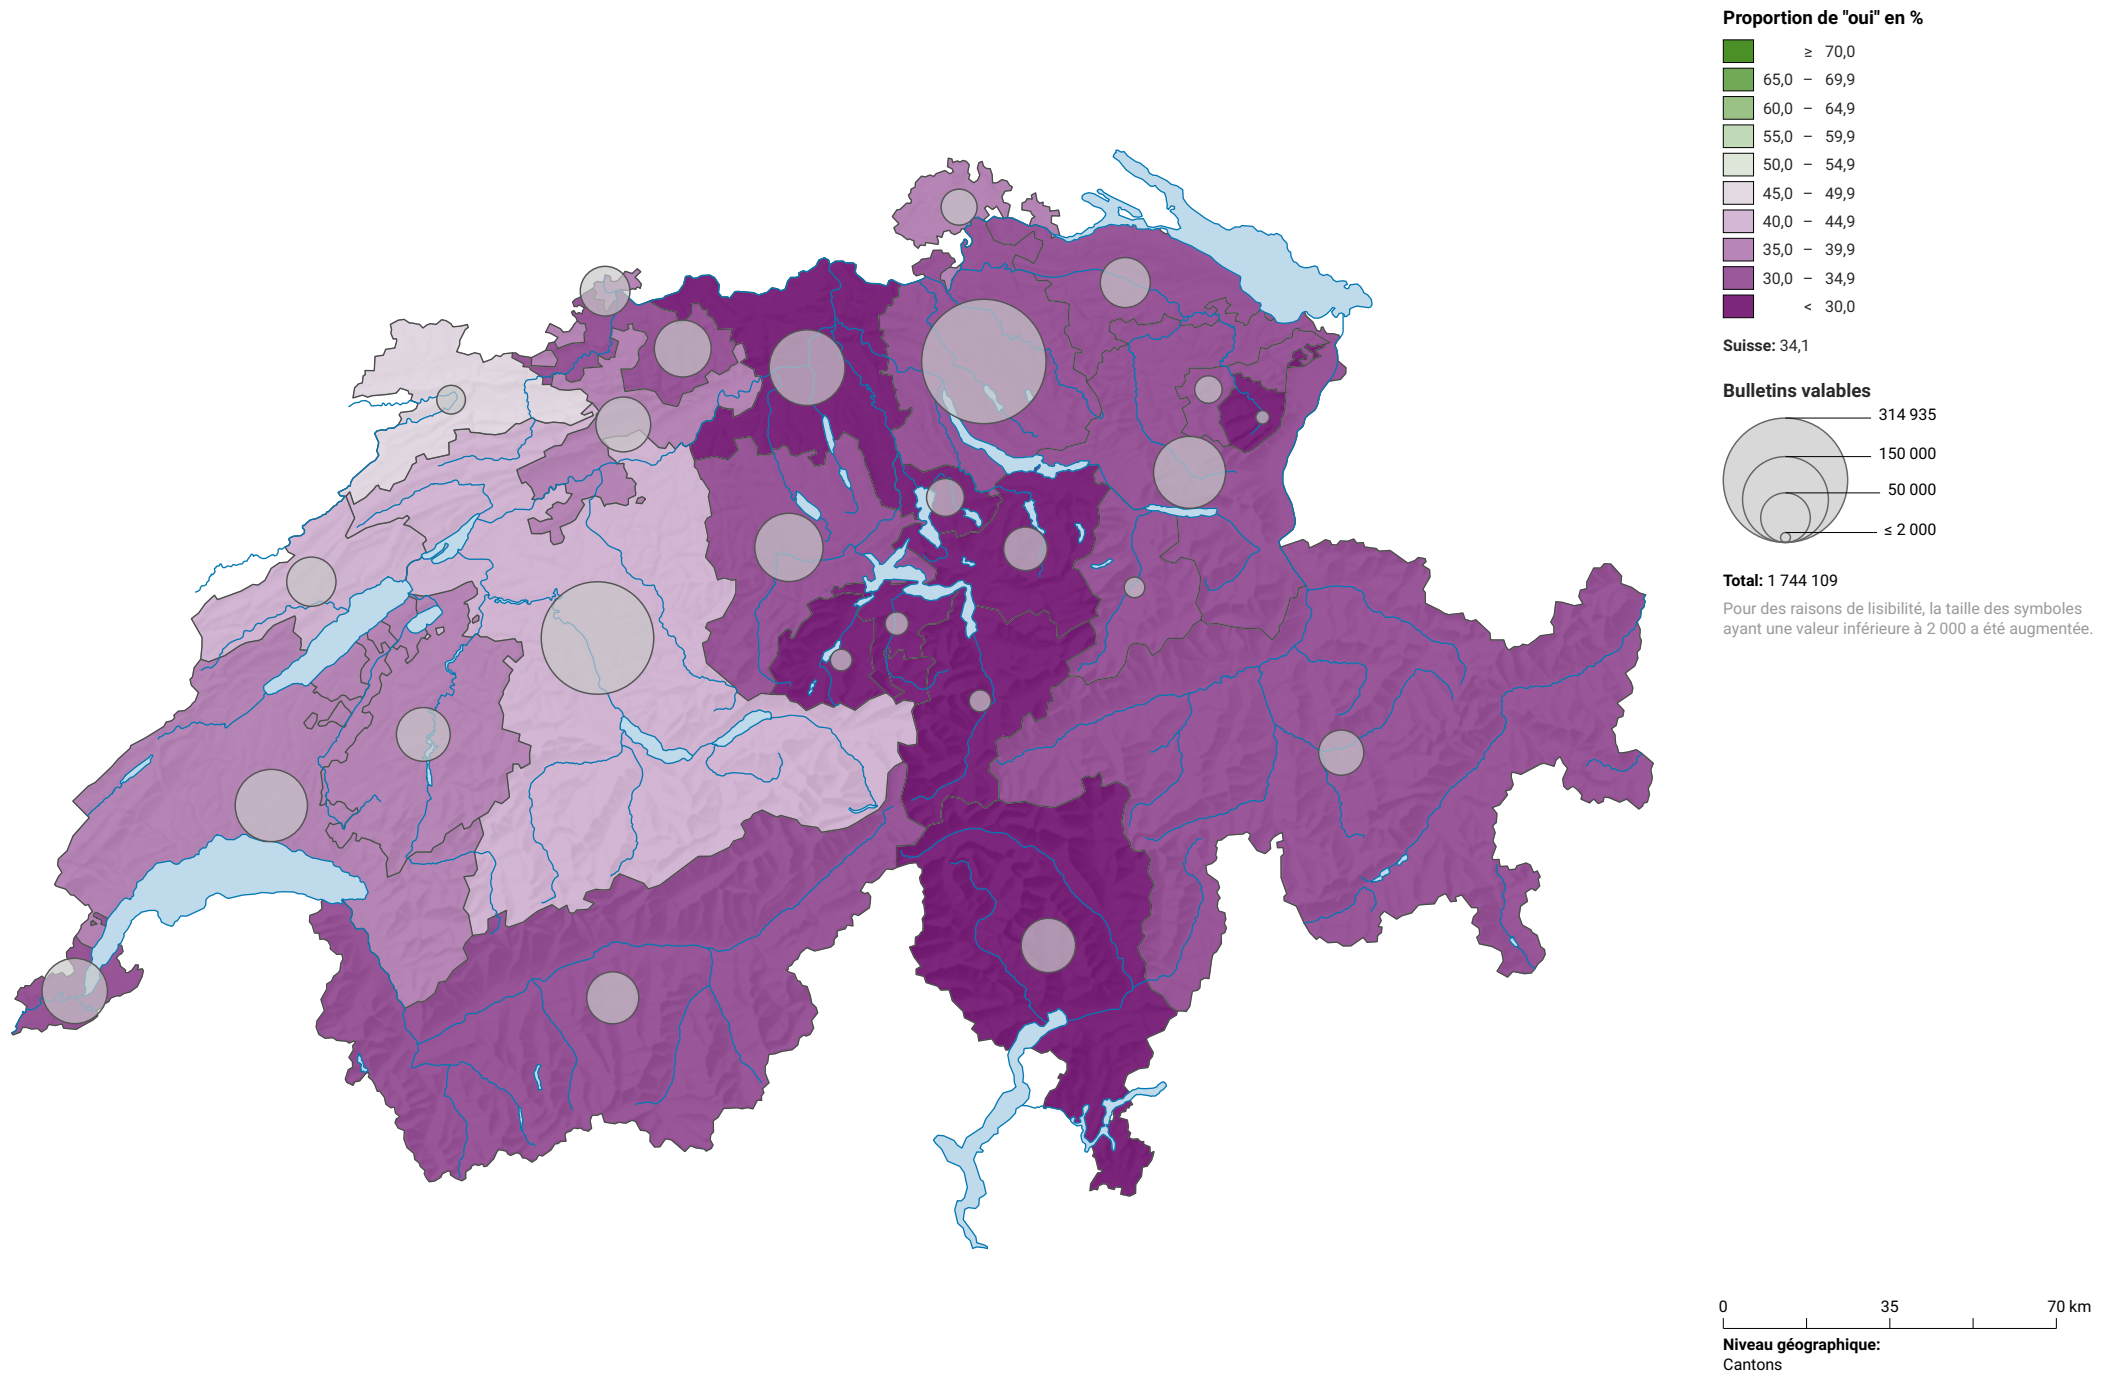 Proportion de "oui" en %
≥ 70,0
65,0 – 69,9
60,0 – 64,9
55,0 – 59,9
50,0 – 54,9
45,0 – 49,9
40,0 – 44,9
35,0 – 39,9
30,0 – 34,9
< 30,0
Suisse: 34,1
Bulletins valables
314 935
150 000
50 000
≤ 2 000
Total: 1 744 109
Pour des raisons de lisibilité, la taille des symboles
ayant une valeur inférieure à 2 000 a été augmentée.
0 35 70 km
Niveau géographique:
Cantons